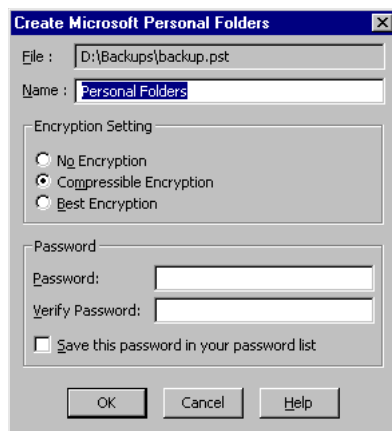 Create Microsoft Personal Folders
File : D:\Backups\backup.pst
Name : Personal Folders
Encryption Setting
No Encryption
Compressible Encryption
Best Encryption
Password
Password:
Verify Password:
Save this password in your password list
OK Cancel Help